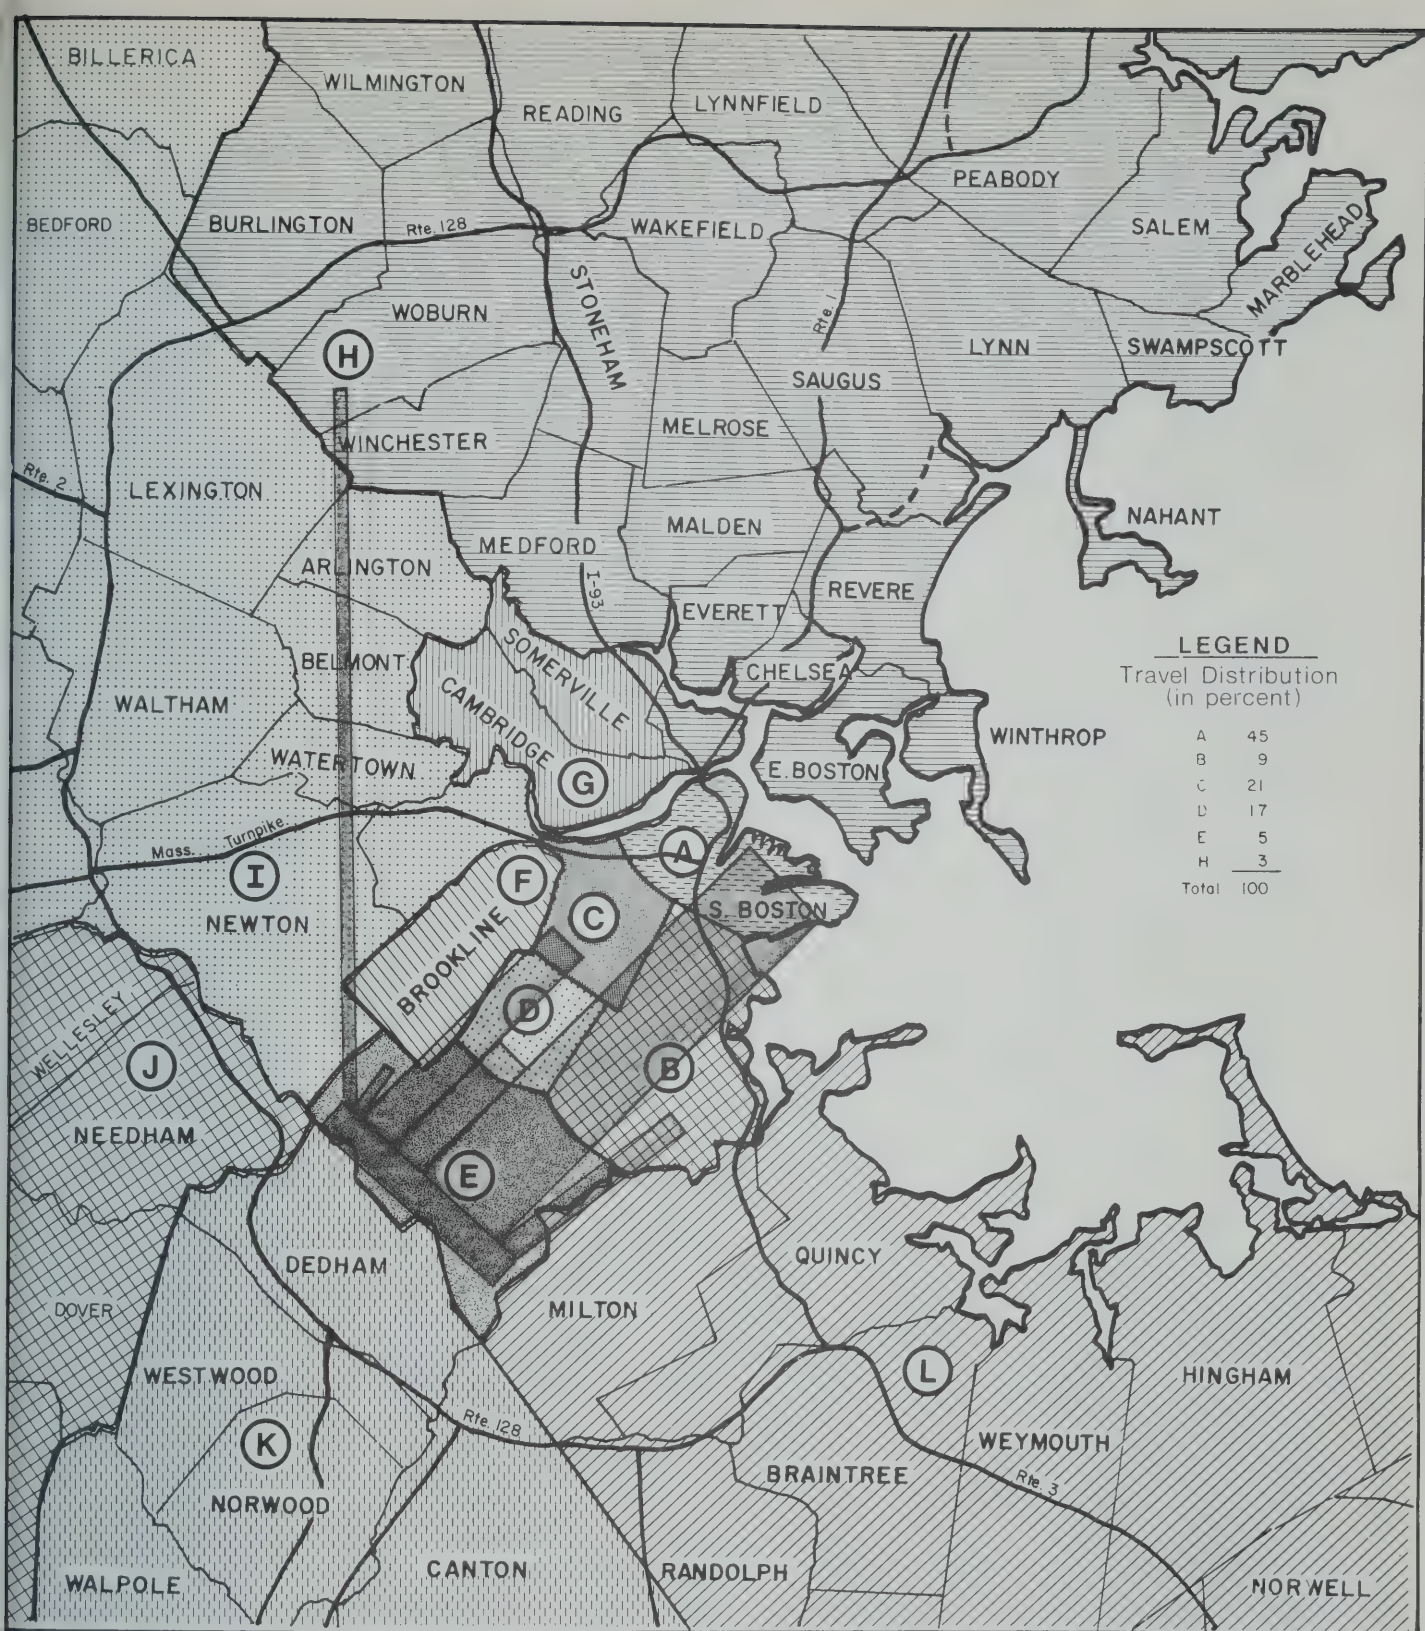 BILLERICA
WILMINGTON
READING
LYNNFIELD
PEABODY
BEDFORD
BURLINGTON
Rte. 128
WAKEFIELD
SALEM
MARBLEHEAD
STONEHAM
WOBURN
Rte. 1
LYNN
SWAMPSCOTT
H
SAUGUS
WINCHESTER
MELROSE
Rte. 2
LEXINGTON
MALDEN
NAHANT
MEDFORD
ARLINGTON
I-93
REVERE
EVERETT
SOMERVILLE
BELMONT
CHELSEA
CAMBRIDGE
WALTHAM
WATERTOWN
G
E. BOSTON
WINTHROP
LEGEND
Travel Distribution
(in percent)
A 45
B 9
C 21
D 17
E 5
H 3
Total 100
Mass. Turnpike
A
I
F
NEWTON
C
S. BOSTON
BROOKLINE
WELLESLEY
D
J
B
NEEDHAM
E
DEDHAM
QUINCY
DOVER
MILTON
WESTWOOD
L
HINGHAM
K
Rte. 128
WEYMOUTH
BRAINTREE
Rte. 3
NORWOOD
CANTON
RANDOLPH
WALPOLE
NORWELL